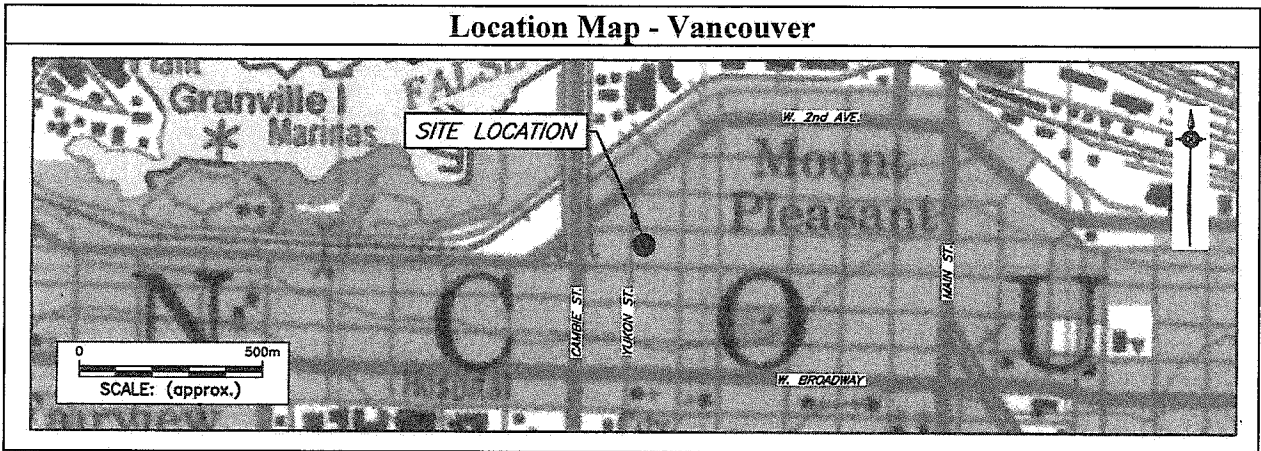 Location Map - Vancouver
Granville I
Marinas
FALSE
SITE LOCATION
W. 2nd AVE.
Mount
Pleasant
N C O U
CAMBIE ST.
YUKON ST.
MAIN ST.
0 500m
SCALE: (approx.)
W. BROADWAY